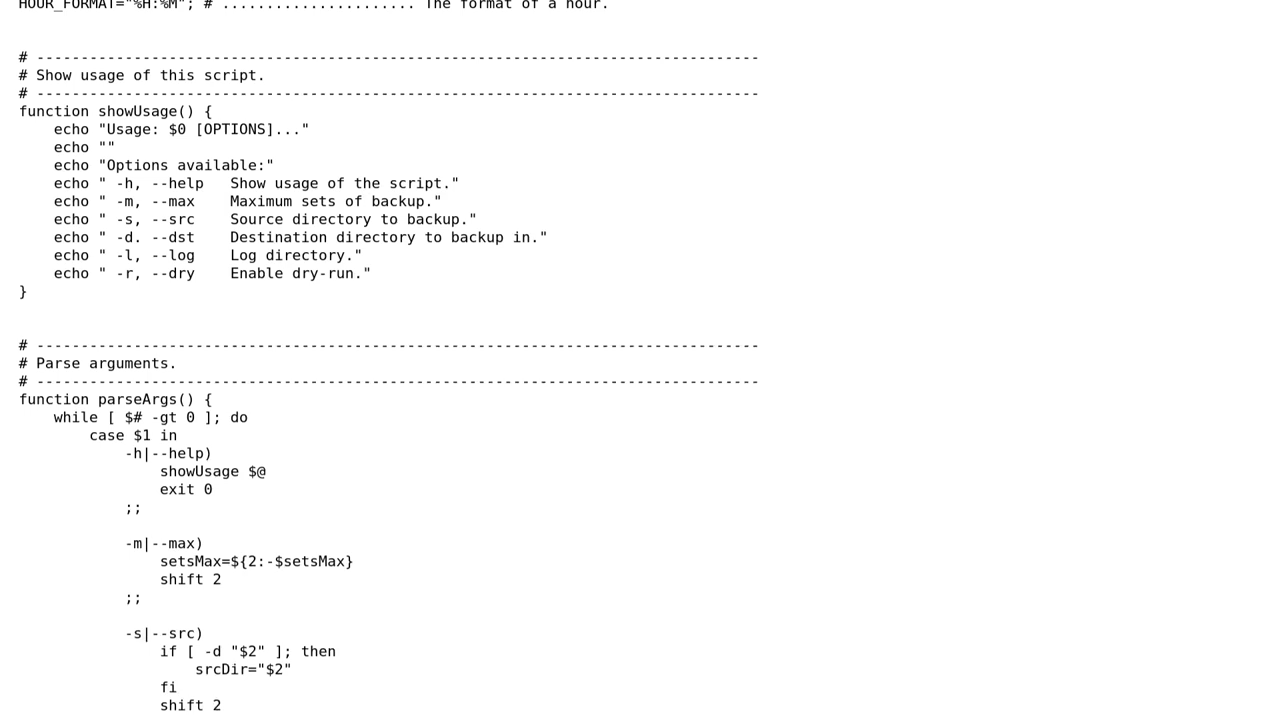 HOUR_FORMAT="%H:%M"; # ...................... The format of a hour.
# ----------------------------------------------------------------------------------
# Show usage of this script.
# ----------------------------------------------------------------------------------
function showUsage() {
    echo "Usage: $0 [OPTIONS]..."
    echo ""
    echo "Options available:"
    echo " -h, --help   Show usage of the script."
    echo " -m, --max    Maximum sets of backup."
    echo " -s, --src    Source directory to backup."
    echo " -d. --dst    Destination directory to backup in."
    echo " -l, --log    Log directory."
    echo " -r, --dry    Enable dry-run."
}
# ----------------------------------------------------------------------------------
# Parse arguments.
# ----------------------------------------------------------------------------------
function parseArgs() {
    while [ $# -gt 0 ]; do
        case $1 in
            -h|--help)
                showUsage $@
                exit 0
            ;;
            -m|--max)
                setsMax=${2:-$setsMax}
                shift 2
            ;;
            -s|--src)
                if [ -d "$2" ]; then
                    srcDir="$2"
                fi
                shift 2